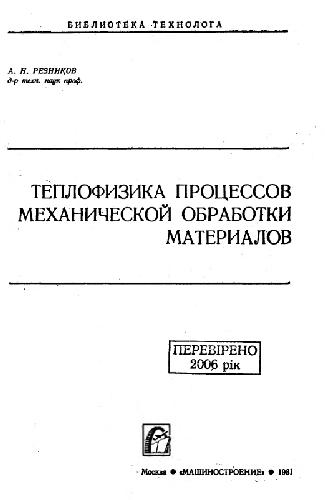 БИБЛИОТЕКА ТЕХНОЛОГА
А. Н. РЕЗНИКОВ
д-р техн. наук проф.
ТЕПЛОФИЗИКА ПРОЦЕССОВ
МЕХАНИЧЕСКОЙ ОБРАБОТКИ
МАТЕРИАЛОВ
ПЕРЕВІРЕНО
2006 рік
Москва ● «МАШИНОСТРОЕНИЕ» ● 1981